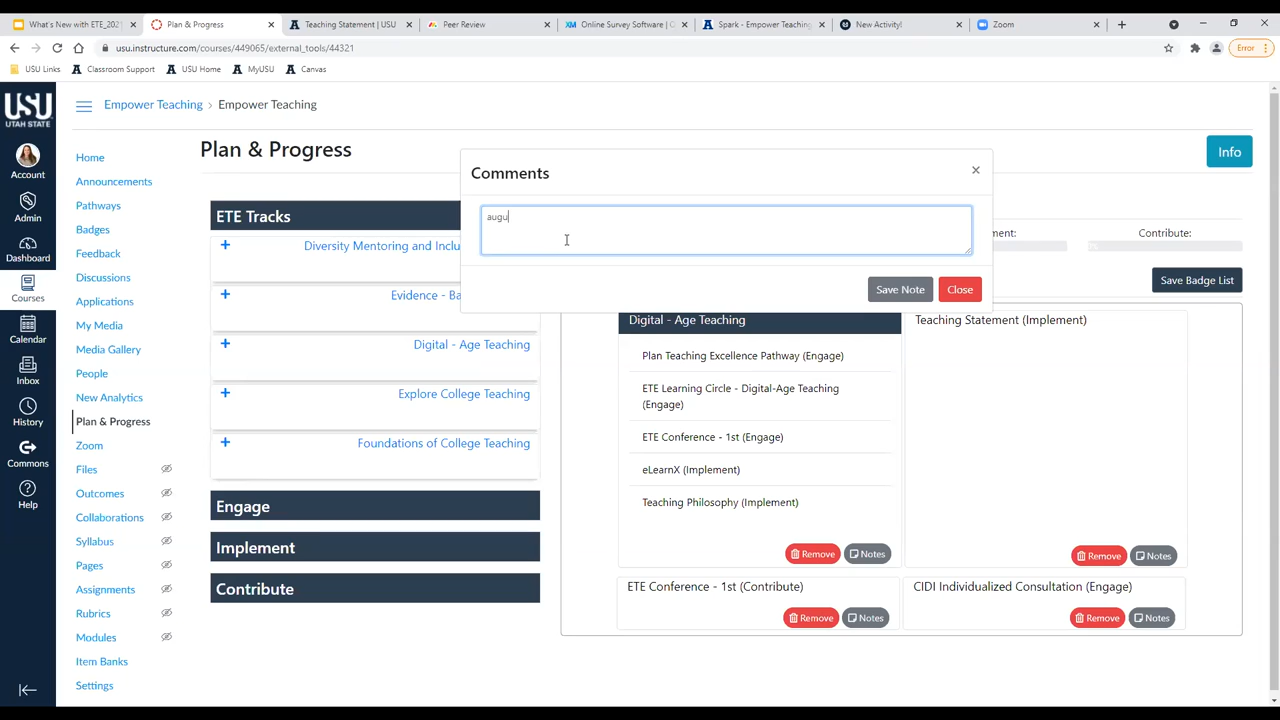 What's New with ETE_202
Plan & Progress
Teaching Statement | USU
Peer Review
XM Online Survey Software | Q
Spark - Empower Teaching
New Activity!
Zoom
usu.instructure.com/courses/449065/external_tools/44321
Error
USU Links
Classroom Support
USU Home
MyUSU
Canvas
USU
UTAH STATE
Account
Admin
Dashboard
Courses
Calendar
Inbox
History
Commons
Help
Empower Teaching > Empower Teaching
Home
Announcements
Pathways
Badges
Feedback
Discussions
Applications
My Media
Media Gallery
People
New Analytics
Plan & Progress
Zoom
Files
Outcomes
Collaborations
Syllabus
Pages
Assignments
Rubrics
Modules
Item Banks
Settings
Plan & Progress
Info
ETE Tracks
+ Diversity Mentoring and Inclu
+ Evidence - Ba
+ Digital - Age Teaching
+ Explore College Teaching
+ Foundations of College Teaching
Engage
Implement
Contribute
Comments
×
augu
Save Note
Close
ment:
Contribute:
Save Badge List
Digital - Age Teaching
Plan Teaching Excellence Pathway (Engage)
ETE Learning Circle - Digital-Age Teaching
(Engage)
ETE Conference - 1st (Engage)
eLearnX (Implement)
Teaching Philosophy (Implement)
Remove
Notes
Teaching Statement (Implement)
Remove
Notes
ETE Conference - 1st (Contribute)
Remove
Notes
CIDI Individualized Consultation (Engage)
Remove
Notes